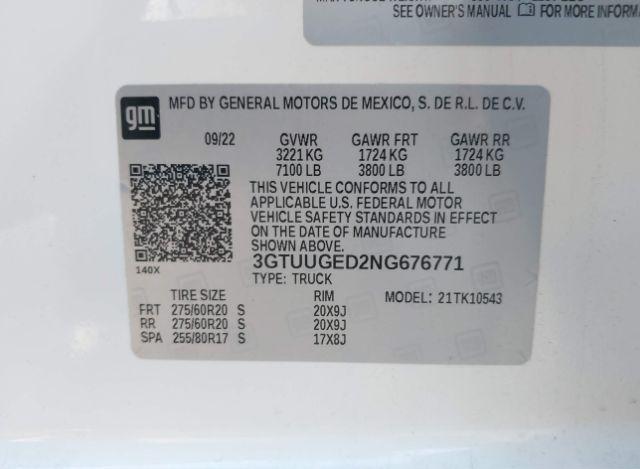 SEE OWNER'S MANUAL FOR MORE INFORM
gm
MFD BY GENERAL MOTORS DE MEXICO, S. DE R.L. DE C.V.
09/22 GVWR GAWR FRT GAWR RR
3221 KG 1724 KG 1724 KG
7100 LB 3800 LB 3800 LB
THIS VEHICLE CONFORMS TO ALL
APPLICABLE U.S. FEDERAL MOTOR
VEHICLE SAFETY STANDARDS IN EFFECT
ON THE DATE OF MANUFACTURE
SHOWN ABOVE.
140X
3GTUUGED2NG676771
TYPE: TRUCK
TIRE SIZE RIM MODEL: 21TK10543
FRT 275/60R20 S 20X9J
RR 275/60R20 S 20X9J
SPA 255/80R17 S 17X8J